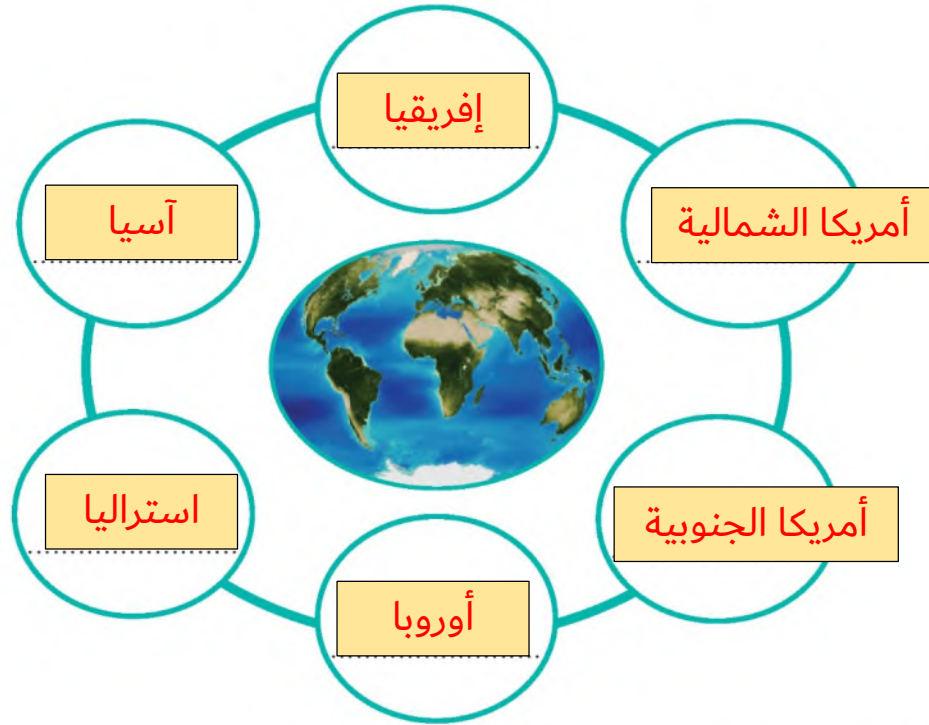 إفريقيا
أمريكا الشمالية
آسيا
أمريكا الجنوبية
استراليا
أوروبا